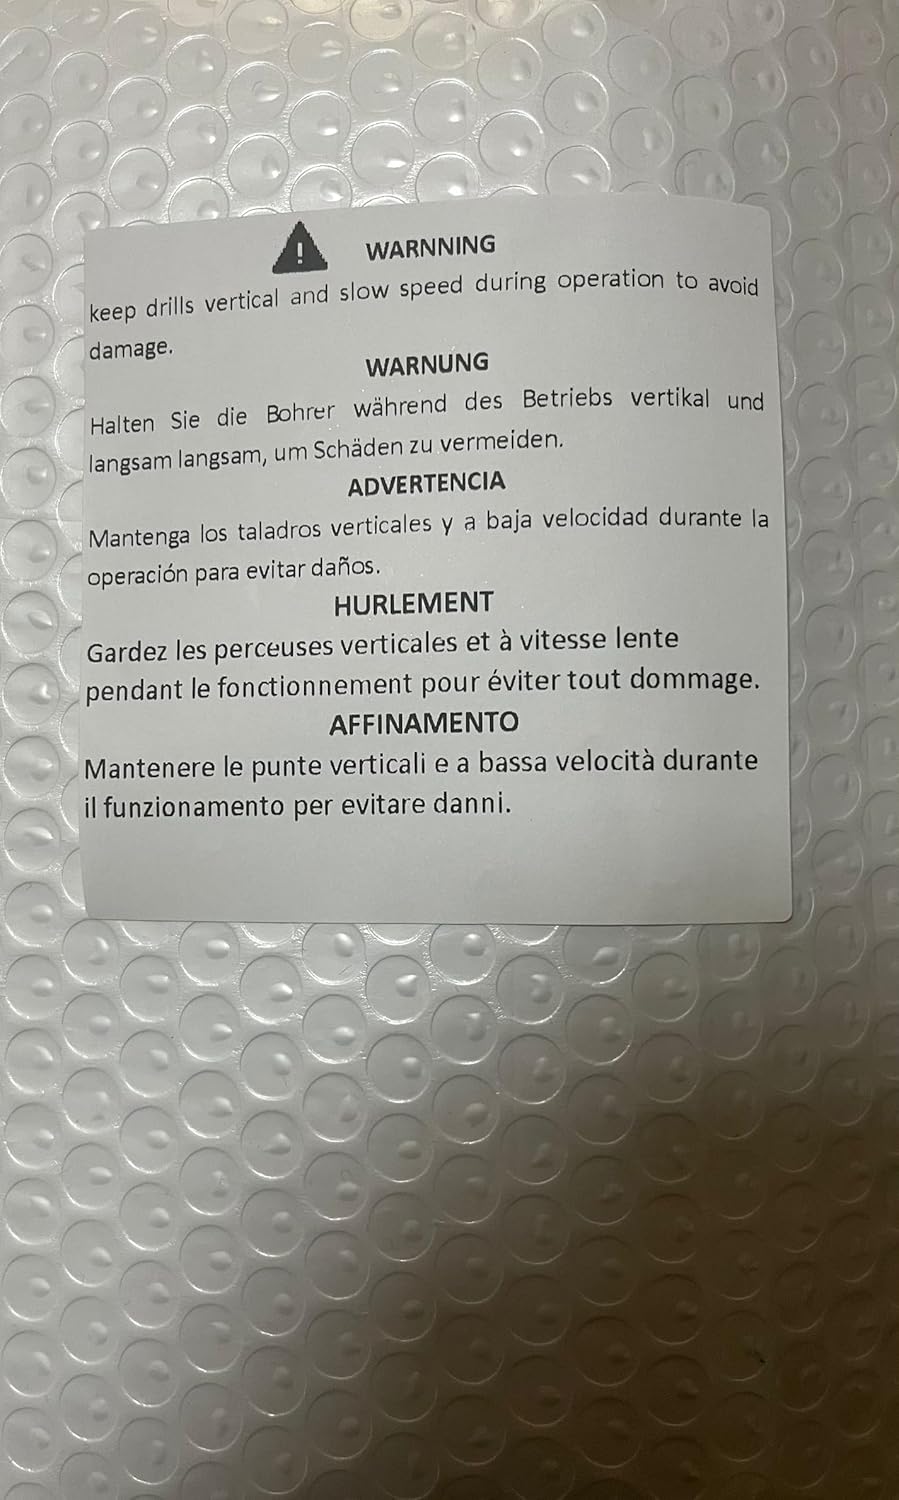 WARNNING
keep drills vertical and slow speed during operation to avoid
damage.
WARNUNG
Halten Sie die Bohrer während des Betriebs vertikal und
langsam langsam, um Schäden zu vermeiden.
ADVERTENCIA
Mantenga los taladros verticales y a baja velocidad durante la
operación para evitar daños.
HURLEMENT
Gardez les perceuses verticales et à vitesse lente
pendant le fonctionnement pour éviter tout dommage.
AFFINAMENTO
Mantenere le punte verticali e a bassa velocità durante
il funzionamento per evitare danni.